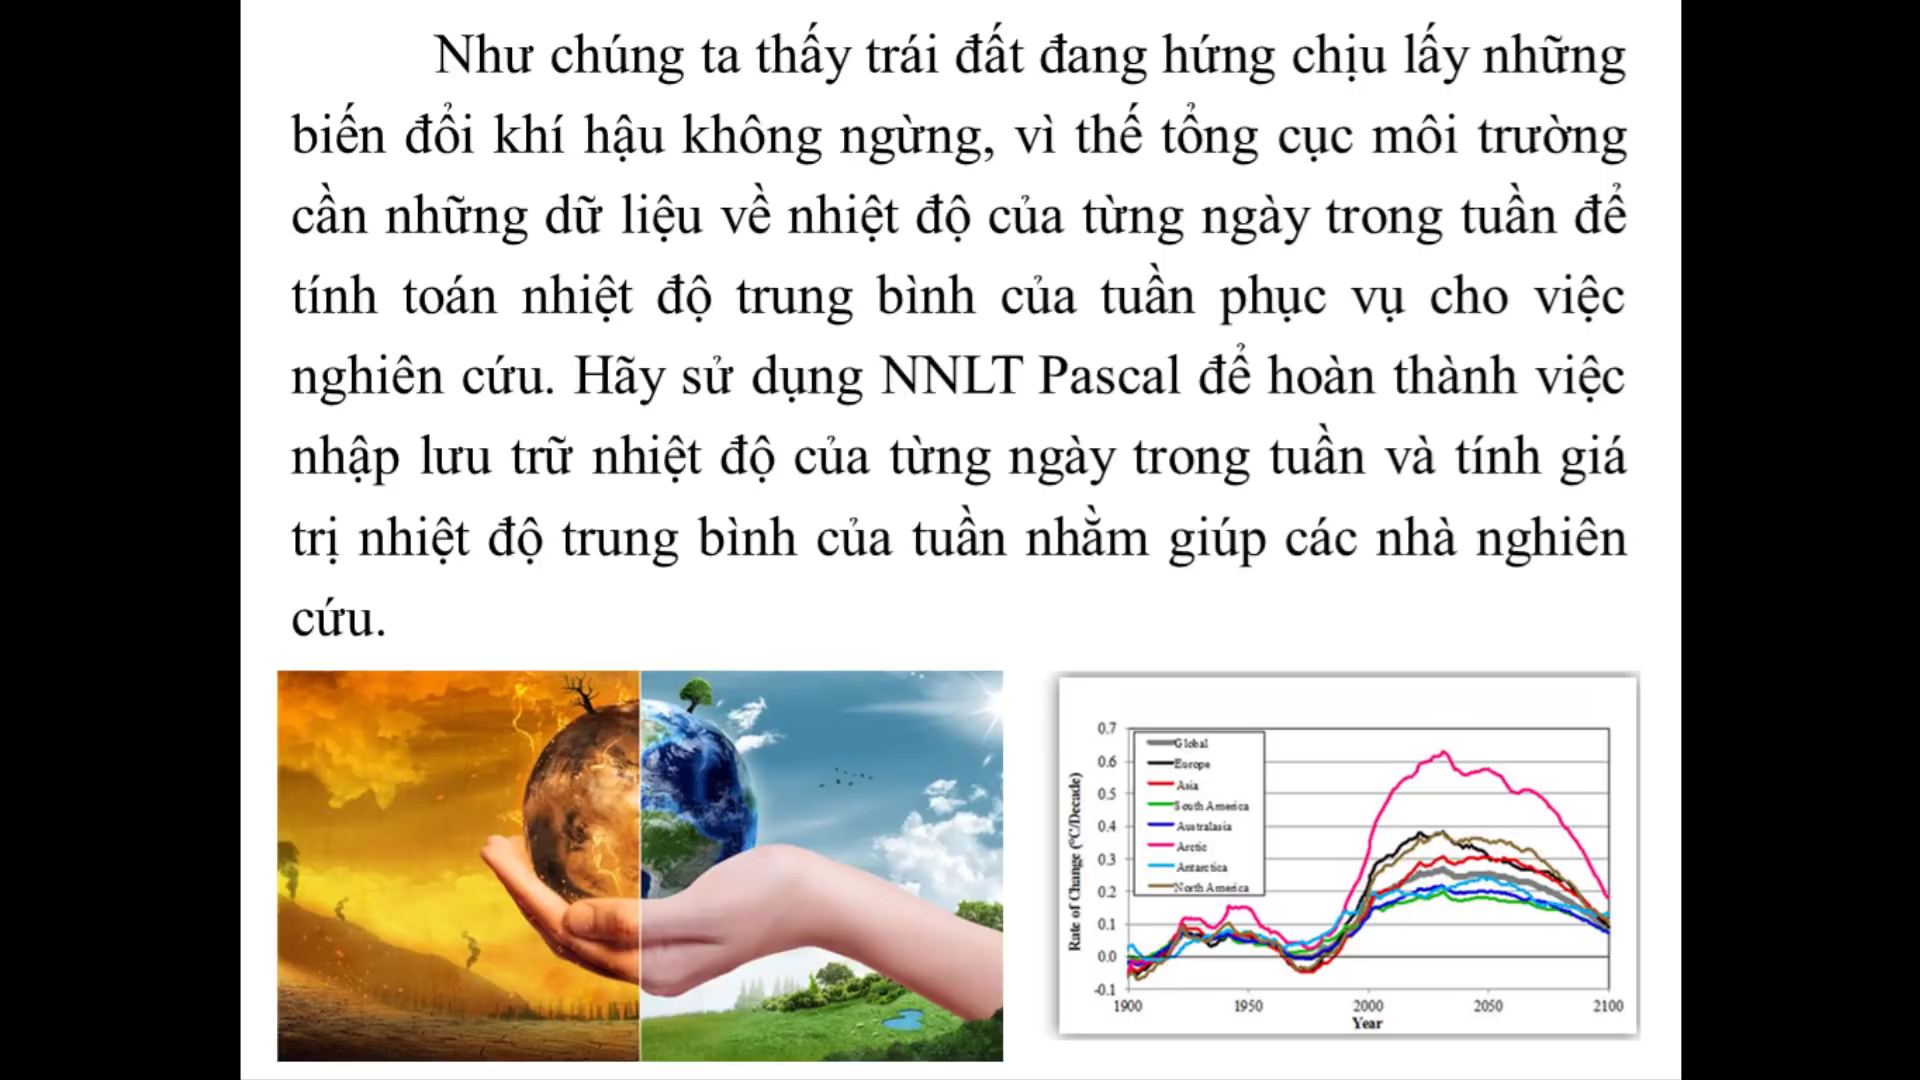 Như chúng ta thấy trái đất đang hứng chịu lấy những
biến đổi khí hậu không ngừng, vì thế tổng cục môi trường
cần những dữ liệu về nhiệt độ của từng ngày trong tuần để
tính toán nhiệt độ trung bình của tuần phục vụ cho việc
nghiên cứu. Hãy sử dụng NNLT Pascal để hoàn thành việc
nhập lưu trữ nhiệt độ của từng ngày trong tuần và tính giá
trị nhiệt độ trung bình của tuần nhằm giúp các nhà nghiên
cứu.
0.7
0.6
0.5
0.4
0.3
0.2
0.1
0.0
-0.1
Rate of Change (°C/Decade)
Global
Europe
Asia
South America
Australasia
Arctic
Antarctica
North America
1900 1950 2000 2050 2100
Year